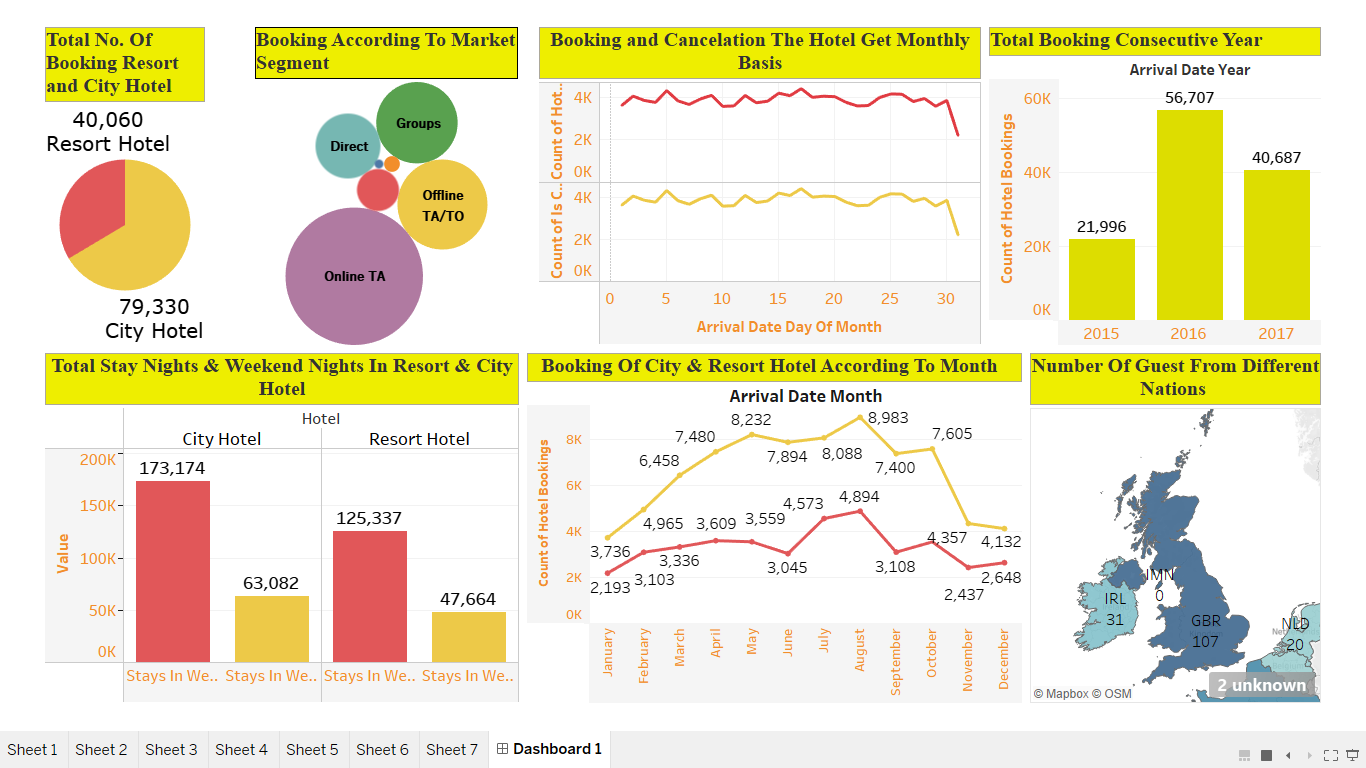 Total No. Of
Booking Resort
and City Hotel
40,060
Resort Hotel
79,330
City Hotel
Booking According To Market
Segment
Groups
Direct
Offline
TA/TO
Online TA
Booking and Cancelation The Hotel Get Monthly
Basis
Count of Hot..
4K
2K
0K
Count of Is C..
4K
2K
0K
0
5
10
15
20
25
30
Arrival Date Day Of Month
Total Booking Consecutive Year
Arrival Date Year
Count of Hotel Bookings
60K
40K
20K
0K
21,996
56,707
40,687
2015
2016
2017
Total Stay Nights & Weekend Nights In Resort & City
Hotel
Hotel
City Hotel
Resort Hotel
Value
200K
150K
100K
50K
0K
173,174
63,082
125,337
47,664
Stays In We..
Stays In We..
Stays In We..
Stays In We..
Booking Of City & Resort Hotel According To Month
Arrival Date Month
Count of Hotel Bookings
8K
6K
4K
2K
0K
3,736
4,965
6,458
7,480
8,232
7,894
8,088
8,983
7,400
7,605
4,132
2,193
3,103
3,336
3,609
3,559
3,045
4,573
4,894
3,108
4,357
2,437
2,648
January
February
March
April
May
June
July
August
September
October
November
December
Number Of Guest From Different
Nations
IMN
0
IRL
31
GBR
107
NLD
20
2 unknown
© Mapbox © OSM
Sheet 1
Sheet 2
Sheet 3
Sheet 4
Sheet 5
Sheet 6
Sheet 7
Dashboard 1